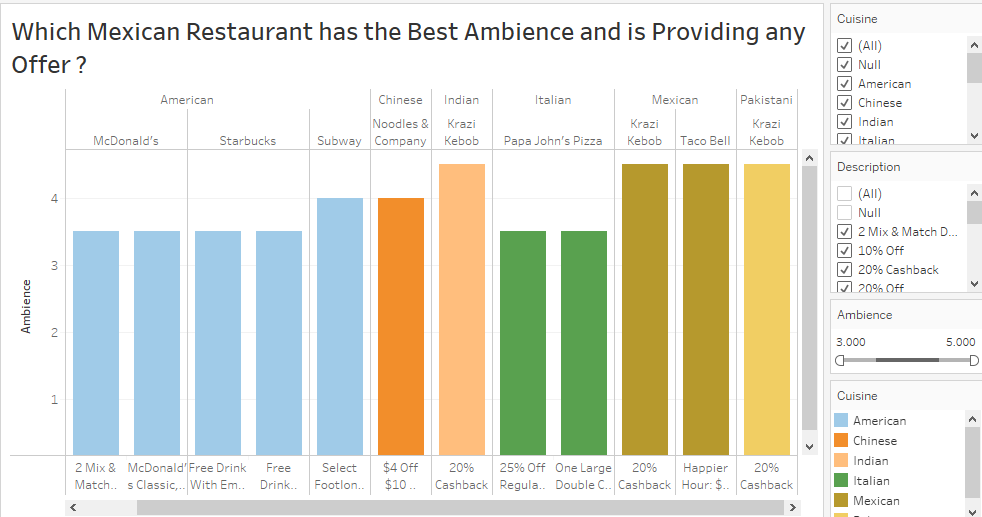 Which Mexican Restaurant has the Best Ambience and is Providing any
Offer ?
American Chinese Indian Italian Mexican Pakistani
McDonald's Starbucks Subway Noodles & Company Krazi Kebob Papa John's Pizza Krazi Kebob Taco Bell Krazi Kebob
Ambience
4
3
2
1
2 Mix & Match.. McDonald's Classic,.. Free Drink With Em.. Free Drink.. Select Footlon.. $4 Off $10 .. 20% Cashback 25% Off Regula.. One Large Double C.. 20% Cashback Happier Hour: $.. 20% Cashback
Cuisine
(All)
Null
American
Chinese
Indian
Italian
Description
(All)
Null
2 Mix & Match D...
10% Off
20% Cashback
20% Off
Ambience
3.000 5.000
Cuisine
American
Chinese
Indian
Italian
Mexican